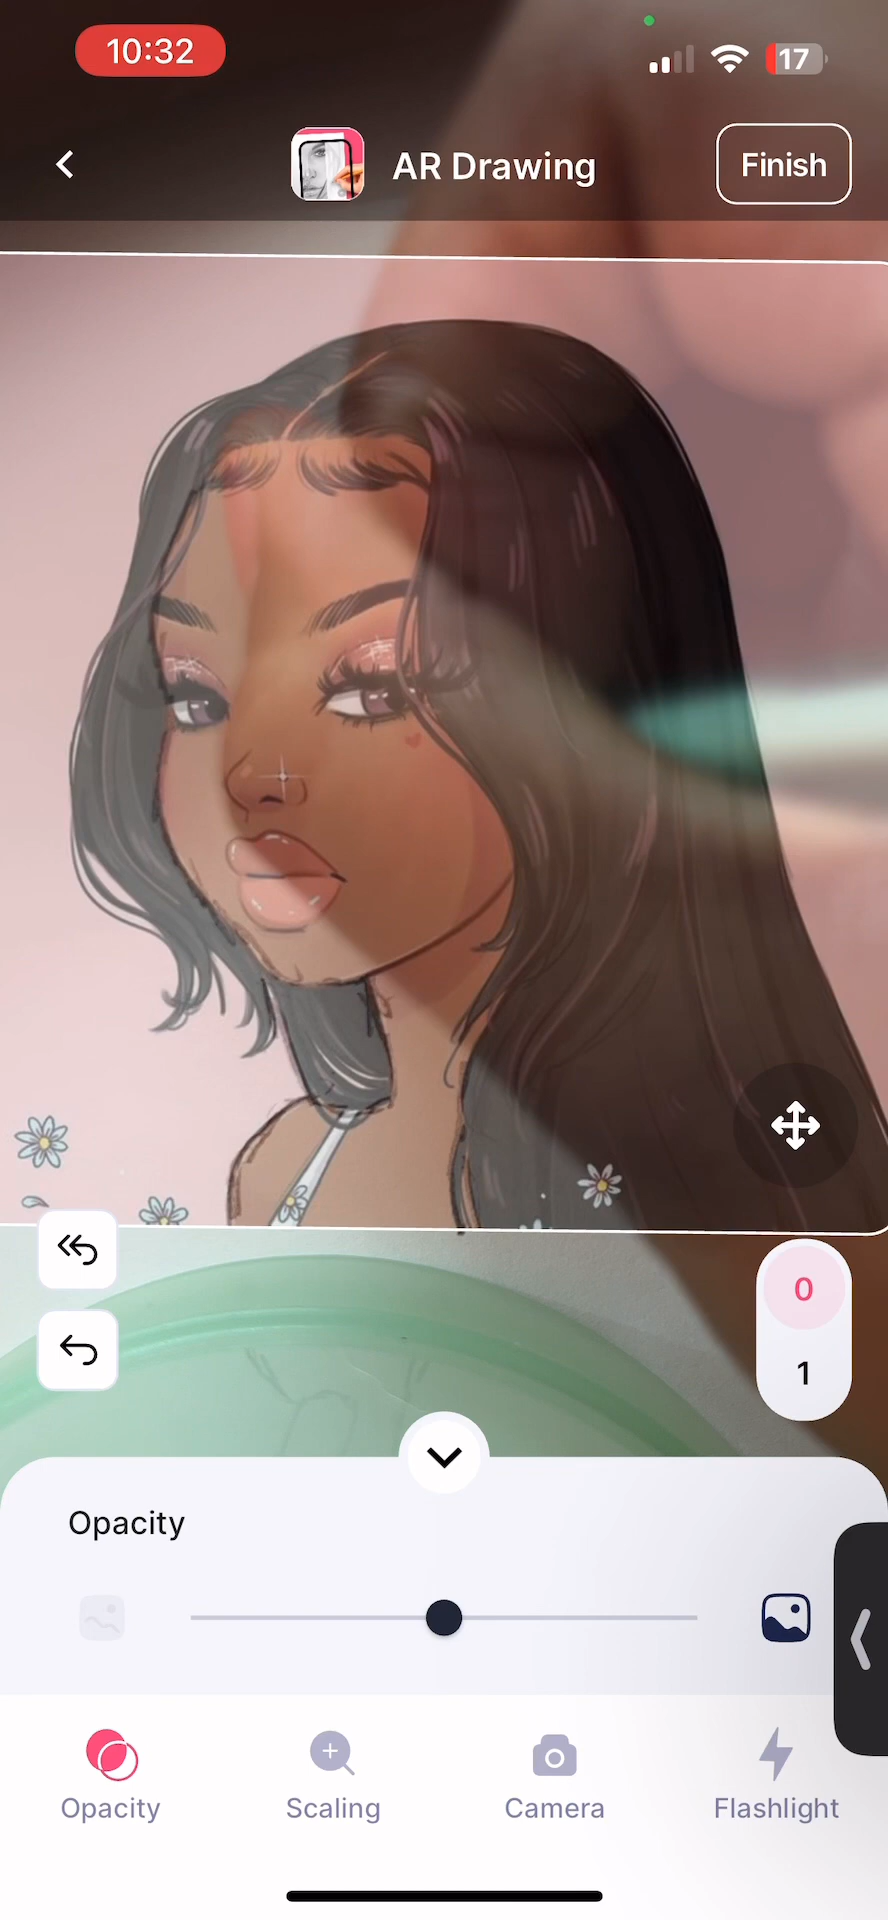 10:32
17
AR Drawing
Finish
0
1
Opacity
Opacity
Scaling
Camera
Flashlight